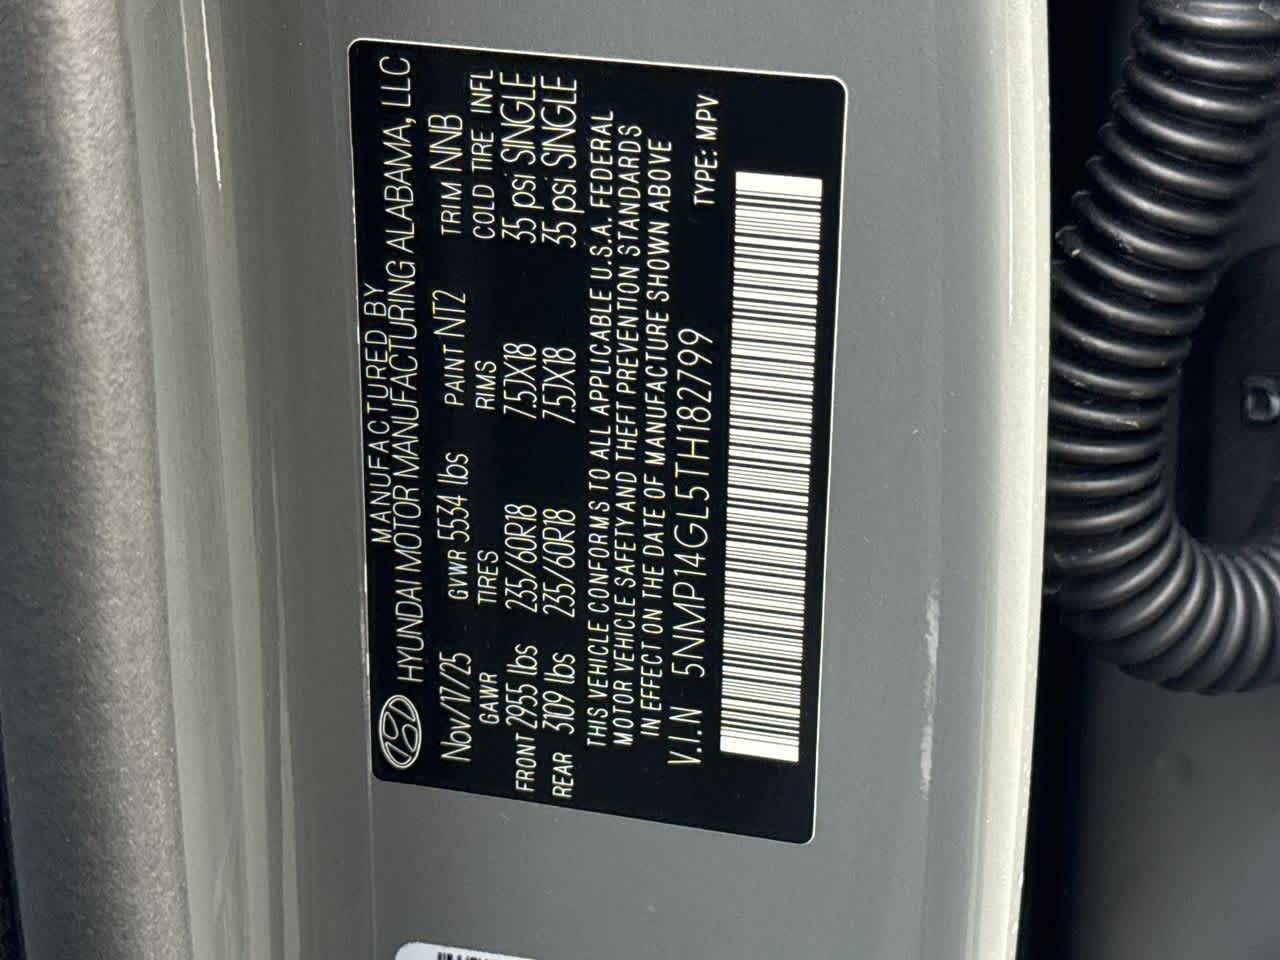 MANUFACTURED BY
HYUNDAI MOTOR MANUFACTURING ALABAMA, LLC
Nov/17/25 GVWR 5534 lbs PAINT NT2 TRIM NNB
GAWR TIRES RIMS COLD TIRE INFL
FRONT 2955 lbs 235/60R18 7.5JX18 35 psi SINGLE
REAR 3109 lbs 235/60R18 7.5JX18 35 psi SINGLE
THIS VEHICLE CONFORMS TO ALL APPLICABLE U.S.A. FEDERAL
MOTOR VEHICLE SAFETY AND THEFT PREVENTION STANDARDS
IN EFFECT ON THE DATE OF MANUFACTURE SHOWN ABOVE
V.I.N 5NMP14GL5TH182799 TYPE: MPV